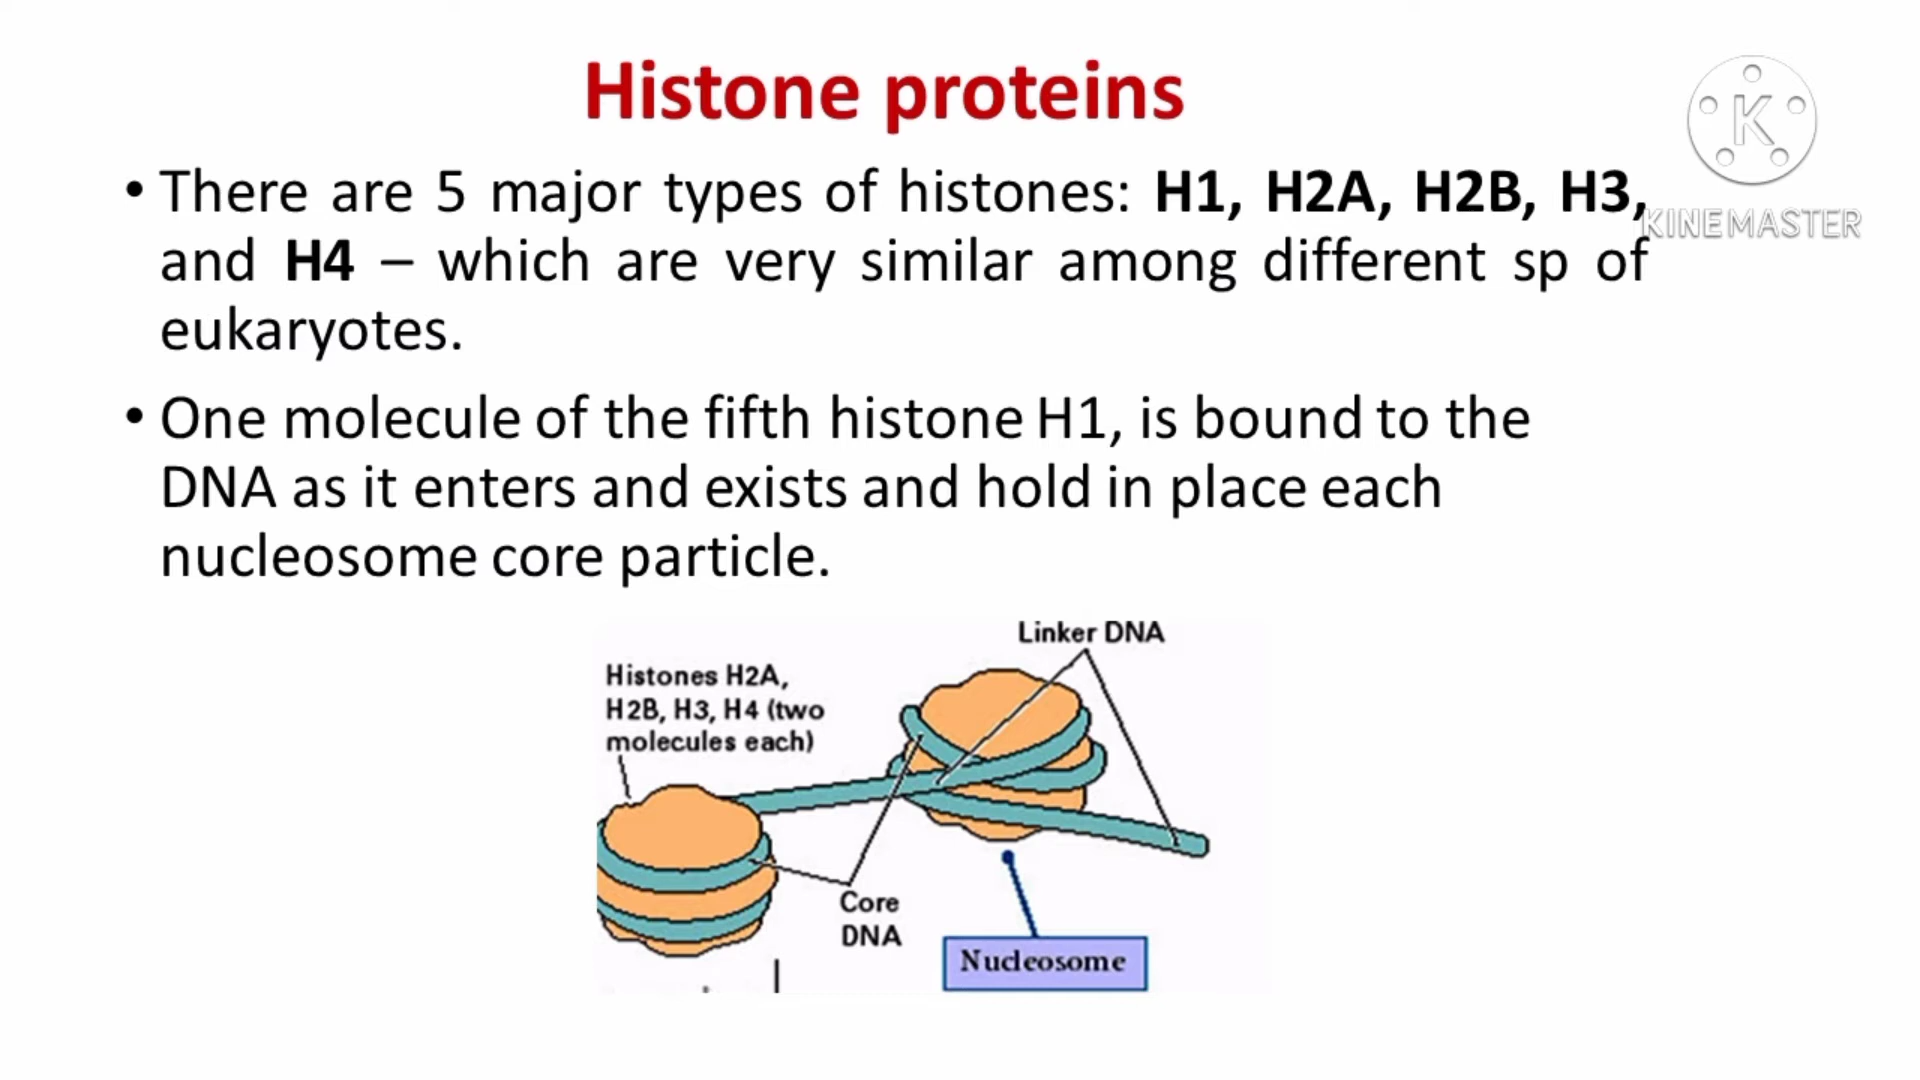 Histone proteins
K
KINEMASTER
• There are 5 major types of histones: H1, H2A, H2B, H3,
and H4 – which are very similar among different sp of
eukaryotes.
• One molecule of the fifth histone H1, is bound to the
DNA as it enters and exists and hold in place each
nucleosome core particle.
Linker DNA
Histones H2A,
H2B, H3, H4 (two
molecules each)
Core
DNA
Nucleosome